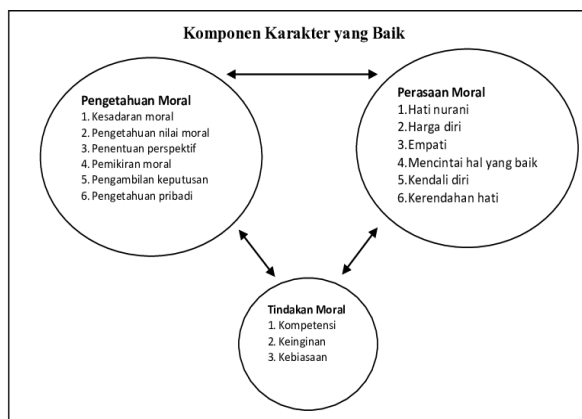 Komponen Karakter yang Baik
Pengetahuan Moral
1. Kesadaran moral
2. Pengetahuan nilai moral
3. Penentuan perspektif
4. Pemikiran moral
5. Pengambilan keputusan
6. Pengetahuan pribadi
Perasaan Moral
1.Hati nurani
2.Harga diri
3.Empati
4.Mencintai hal yang baik
5.Kendali diri
6.Kerendahan hati
Tindakan Moral
1. Kompetensi
2. Keinginan
3. Kebiasaan